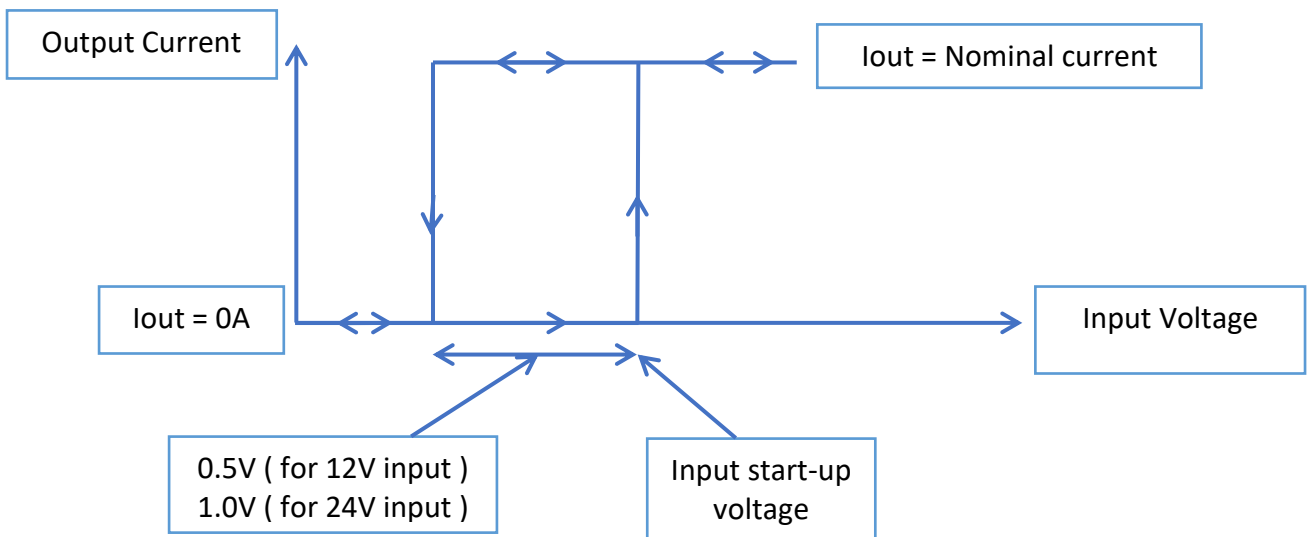 Output Current
Iout = Nominal current
Iout = 0A
Input Voltage
0.5V ( for 12V input )
1.0V ( for 24V input )
Input start-up
voltage